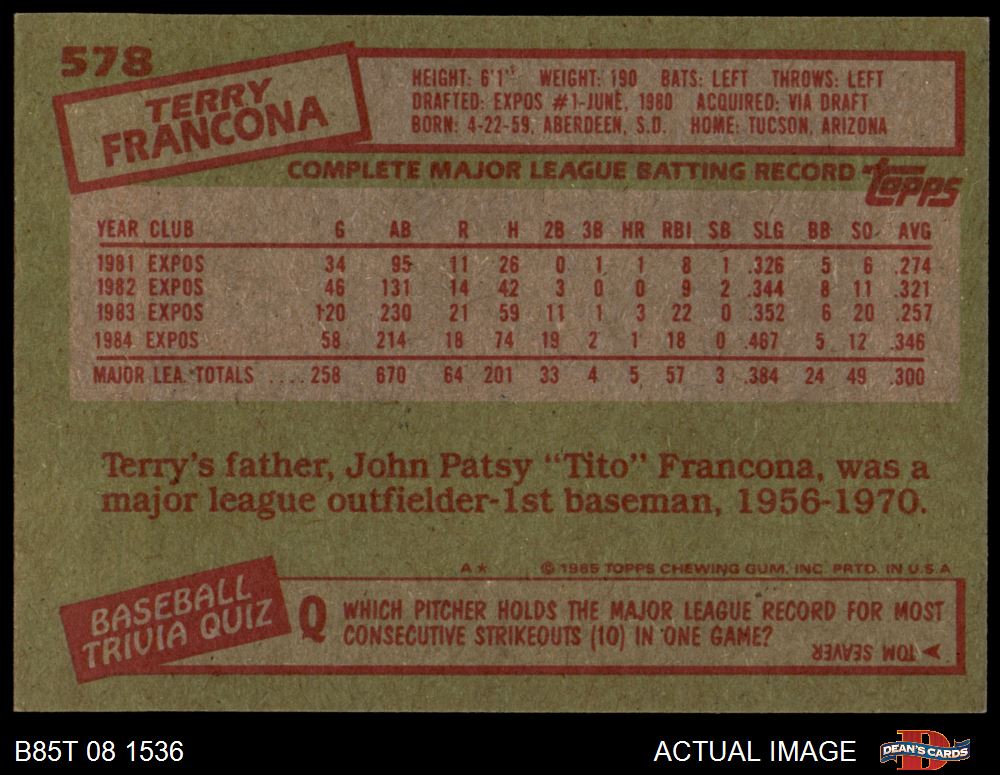 578
TERRY
FRANCONA
HEIGHT: 6'1" WEIGHT: 190 BATS: LEFT THROWS: LEFT
DRAFTED: EXPOS #1-JUNE, 1980 ACQUIRED: VIA DRAFT
BORN: 4-22-59, ABERDEEN, S.D. HOME: TUCSON, ARIZONA
COMPLETE MAJOR LEAGUE BATTING RECORD topps
YEAR CLUB G AB R H 2B 3B HR RBI SB SLG BB SO AVG
1981 EXPOS 34 95 11 26 0 1 1 8 1 .326 5 6 .274
1982 EXPOS 46 131 14 42 3 0 0 9 2 .344 8 11 .321
1983 EXPOS 120 230 21 59 11 1 3 22 0 .352 6 20 .257
1984 EXPOS 58 214 18 74 19 2 1 18 0 .467 5 12 .346
MAJOR LEA. TOTALS .... 258 670 64 201 33 4 5 57 3 .384 24 49 .300
Terry's father, John Patsy "Tito" Francona, was a
major league outfielder-1st baseman, 1956-1970.
A* © 1985 TOPPS CHEWING GUM, INC. PRTD. IN U.S.A
BASEBALL
TRIVIA QUIZ
Q WHICH PITCHER HOLDS THE MAJOR LEAGUE RECORD FOR MOST
CONSECUTIVE STRIKEOUTS (10) IN ONE GAME?
TOM SEAVER
B85T 08 1536 ACTUAL IMAGE DEAN'S CARDS